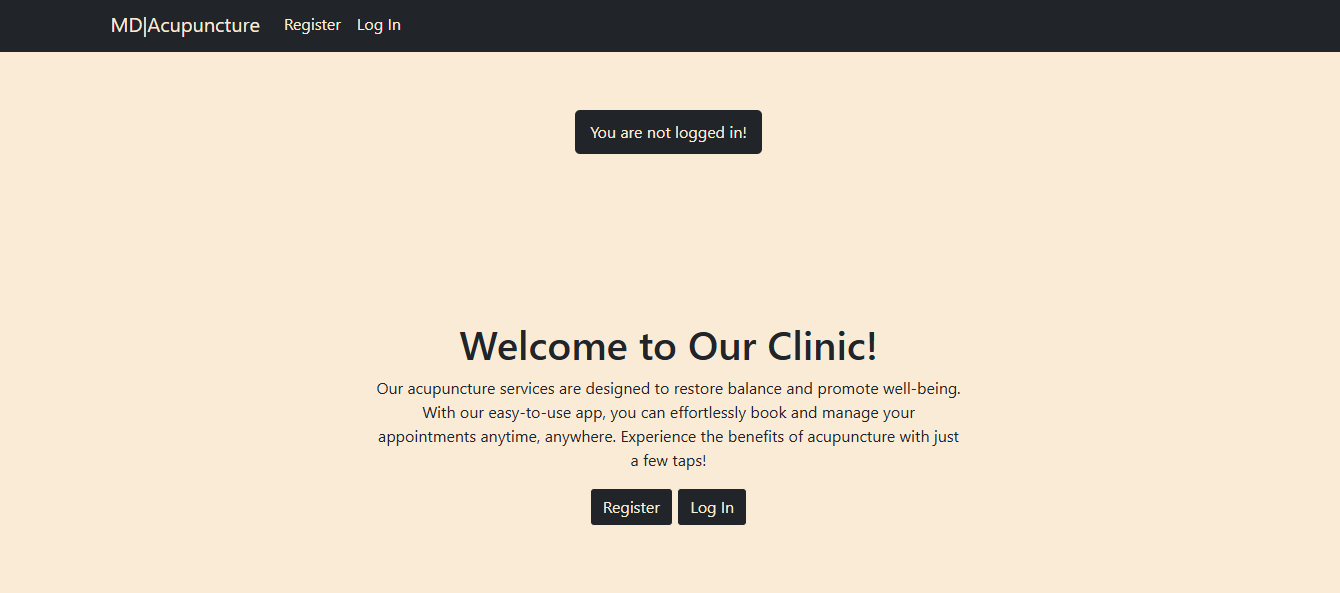 MD|Acupuncture Register Log In
You are not logged in!
Welcome to Our Clinic!
Our acupuncture services are designed to restore balance and promote well-being.
With our easy-to-use app, you can effortlessly book and manage your
appointments anytime, anywhere. Experience the benefits of acupuncture with just
a few taps!
Register Log In